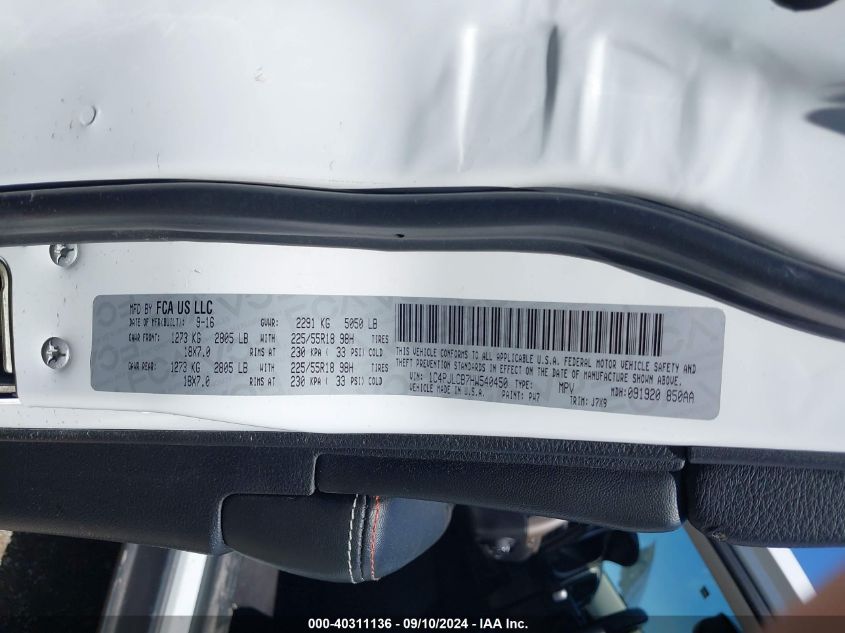 MFD BY FCA US LLC
DATE OF MFR(BUILT): 9-16 GVWR: 2291 KG 5050 LB
GAWR FRONT: 1273 KG 2805 LB WITH 225/55R18 98H TIRES
18X7.0 RIMS AT 230 KPA ( 33 PSI) COLD
GAWR REAR: 1273 KG 2805 LB WITH 225/55R18 98H TIRES
18X7.0 RIMS AT 230 KPA ( 33 PSI) COLD
THIS VEHICLE CONFORMS TO ALL APPLICABLE U.S.A. FEDERAL MOTOR VEHICLE SAFETY AND
THEFT PREVENTION STANDARDS IN EFFECT ON THE DATE OF MANUFACTURE SHOWN ABOVE.
VIN: 1C4PJLCB7HW540450 TYPE: MPV
VEHICLE MADE IN U.S.A. PAINT: PW7 TRIM: J7X9 MDH: 091920 850AA
000-40311136 - 09/10/2024 - IAA Inc.